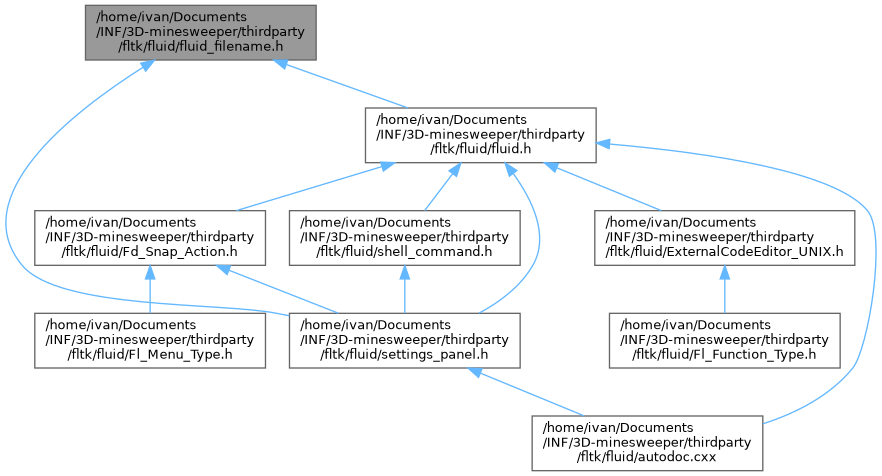 /home/ivan/Documents
/INF/3D-minesweeper/thirdparty
/fltk/fluid/fluid_filename.h
/home/ivan/Documents
/INF/3D-minesweeper/thirdparty
/fltk/fluid/fluid.h
/home/ivan/Documents
/INF/3D-minesweeper/thirdparty
/fltk/fluid/Fd_Snap_Action.h
/home/ivan/Documents
/INF/3D-minesweeper/thirdparty
/fltk/fluid/shell_command.h
/home/ivan/Documents
/INF/3D-minesweeper/thirdparty
/fltk/fluid/ExternalCodeEditor_UNIX.h
/home/ivan/Documents
/INF/3D-minesweeper/thirdparty
/fltk/fluid/Fl_Menu_Type.h
/home/ivan/Documents
/INF/3D-minesweeper/thirdparty
/fltk/fluid/settings_panel.h
/home/ivan/Documents
/INF/3D-minesweeper/thirdparty
/fltk/fluid/Fl_Function_Type.h
/home/ivan/Documents
/INF/3D-minesweeper/thirdparty
/fltk/fluid/autodoc.cxx